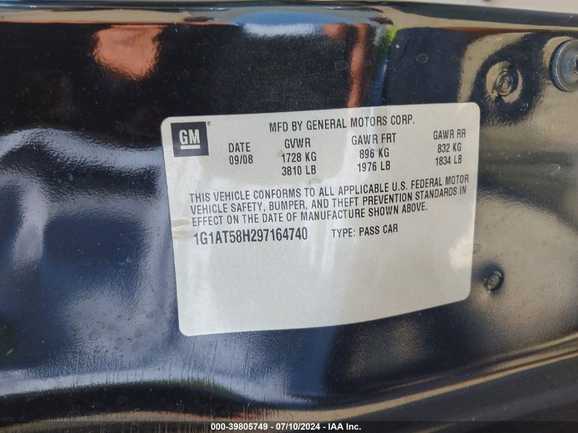 GM
MFD BY GENERAL MOTORS CORP.
DATE GVWR GAWR FRT GAWR RR
09/08 1728 KG 896 KG 832 KG
3810 LB 1976 LB 1834 LB
THIS VEHICLE CONFORMS TO ALL APPLICABLE U.S. FEDERAL MOTOR
VEHICLE SAFETY, BUMPER, AND THEFT PREVENTION STANDARDS IN
EFFECT ON THE DATE OF MANUFACTURE SHOWN ABOVE.
1G1AT58H297164740 TYPE: PASS CAR
000-39805749 - 07/10/2024 - IAA Inc.